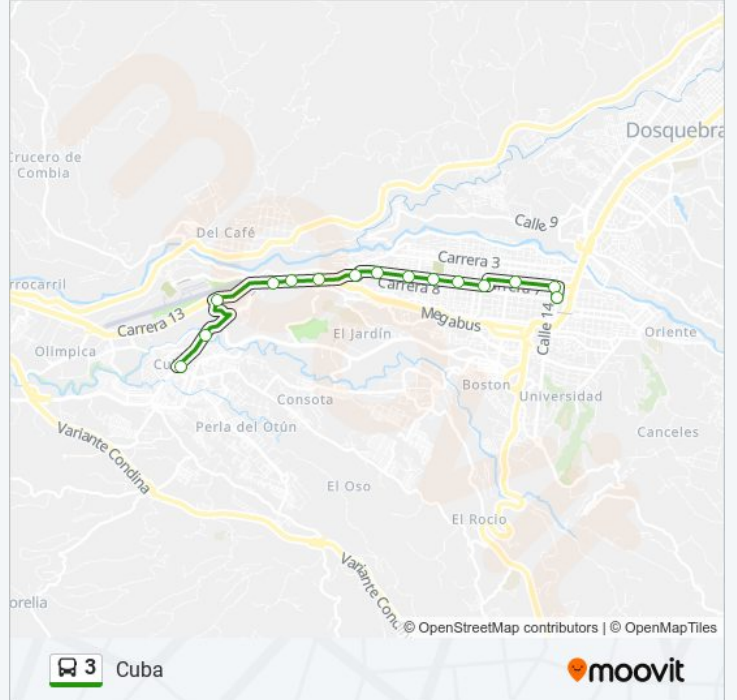 Dosquebra
Crucero de
Combia
Calle 9
Del Café
Carrera 3
rrocarril
Carrera 8
Carrera 13
Megabus
Calle 14
El Jardín
Oriente
Olimpica
Cu
Boston
Universidad
Consota
Perla del Otún
Canceles
Variante Condina
El Oso
El Rocio
Variante Con
orella
© OpenStreetMap contributors | © OpenMapTiles
3 Cuba
moovit